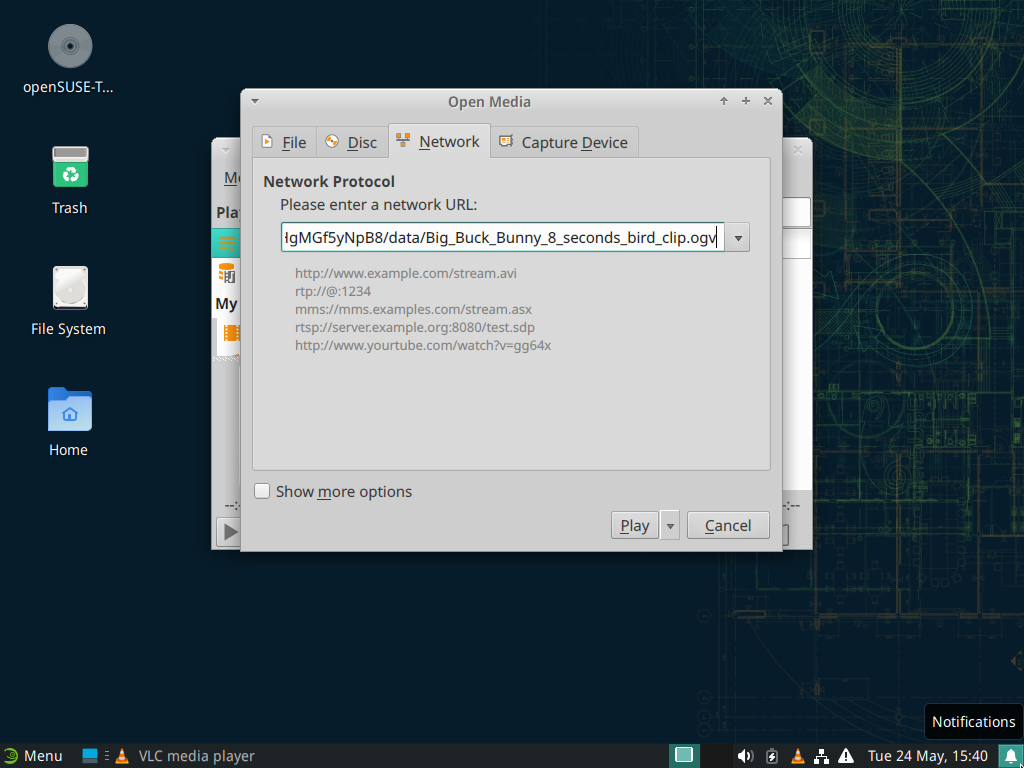 openSUSE-T...
Trash
File System
Home
Open Media
File
Disc
Network
Capture Device
Network Protocol
Please enter a network URL:
gMGf5yNpB8/data/Big_Buck_Bunny_8_seconds_bird_clip.ogv
http://www.example.com/stream.avi
rtp://@:1234
mms://mms.examples.com/stream.asx
rtsp://server.example.org:8080/test.sdp
http://www.yourtube.com/watch?v=gg64x
Show more options
Play
Cancel
My
--:
:--
Notifications
Menu
VLC media player
Tue 24 May, 15:40